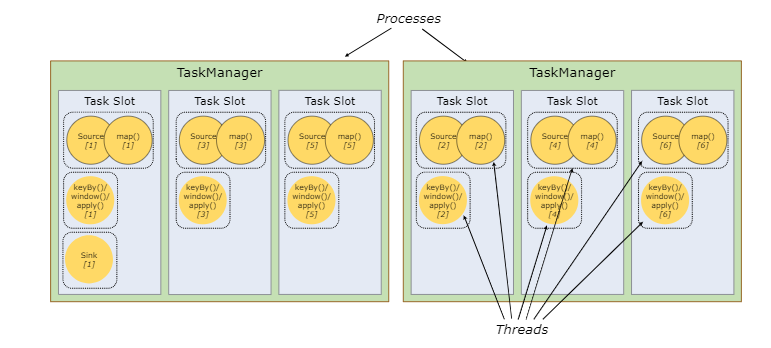 Processes
TaskManager
TaskManager
Task Slot
Task Slot
Task Slot
Task Slot
Task Slot
Task Slot
Source
[1]
map()
[1]
Source
[3]
map()
[3]
Source
[5]
map()
[5]
Source
[2]
map()
[2]
Source
[4]
map()
[4]
Source
[6]
map()
[6]
keyBy()/
window()/
apply()
[1]
keyBy()/
window()/
apply()
[3]
keyBy()/
window()/
apply()
[5]
keyBy()/
window()/
apply()
[2]
keyBy()/
window()/
apply()
[4]
keyBy()/
window()/
apply()
[6]
Sink
[1]
Threads